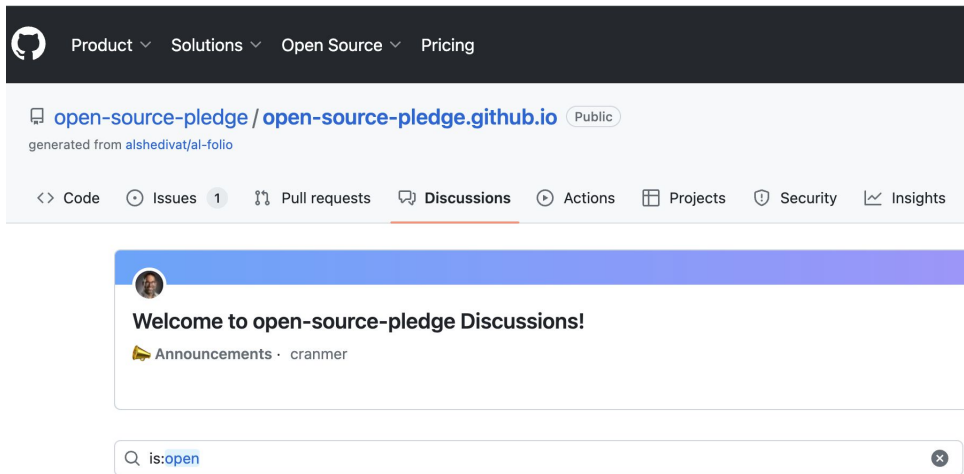 Product Solutions Open Source Pricing
open-source-pledge / open-source-pledge.github.io Public
generated from alshedivat/al-folio
Code Issues 1 Pull requests Discussions Actions Projects Security Insights
Welcome to open-source-pledge Discussions!
Announcements · cranmer
is:open